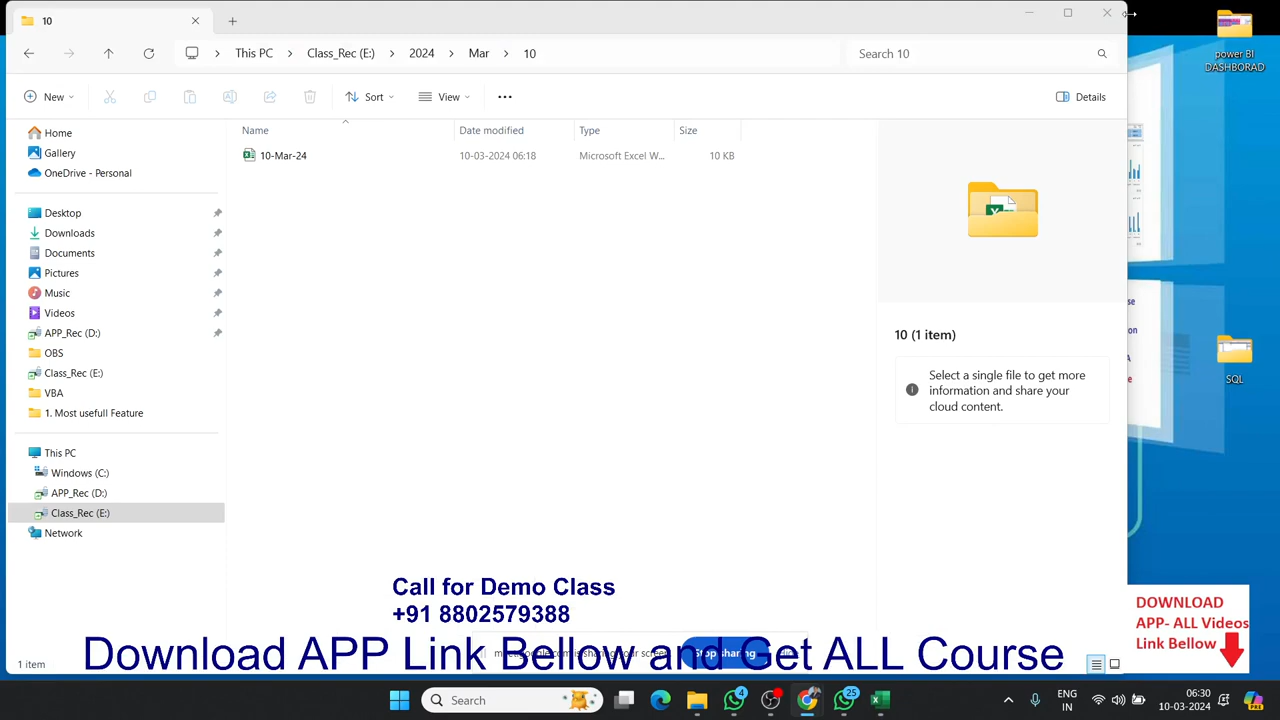 10
This PC
Class_Rec (E:)
2024
Mar
10
Search 10
New
Sort
View
Details
Name
Date modified
Type
Size
10-Mar-24
10-03-2024 06:18
Microsoft Excel W...
10 KB
Home
Gallery
OneDrive - Personal
Desktop
Downloads
Documents
Pictures
Music
Videos
APP_Rec (D:)
OBS
Class_Rec (E:)
VBA
1. Most usefull Feature
This PC
Windows (C:)
APP_Rec (D:)
Class_Rec (E:)
Network
10 (1 item)
Select a single file to get more
information and share your
cloud content.
power BI
DASHBORAD
SQL
Call for Demo Class
+91 8802579388
Download APP Link Bellow and Get ALL Course
Stop sharing
DOWNLOAD
APP- ALL Videos
Link Bellow
1 item
Search
4
25
ENG
IN
06:30
10-03-2024